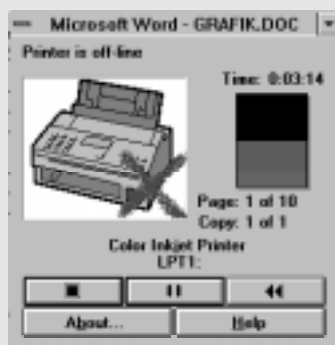 Microsoft Word - GRAFIK.DOC
Printer is off-line
Time: 0:03:14
Page: 1 of 10
Copy: 1 of 1
Color Inkjet Printer
LPT1:
About...
Help